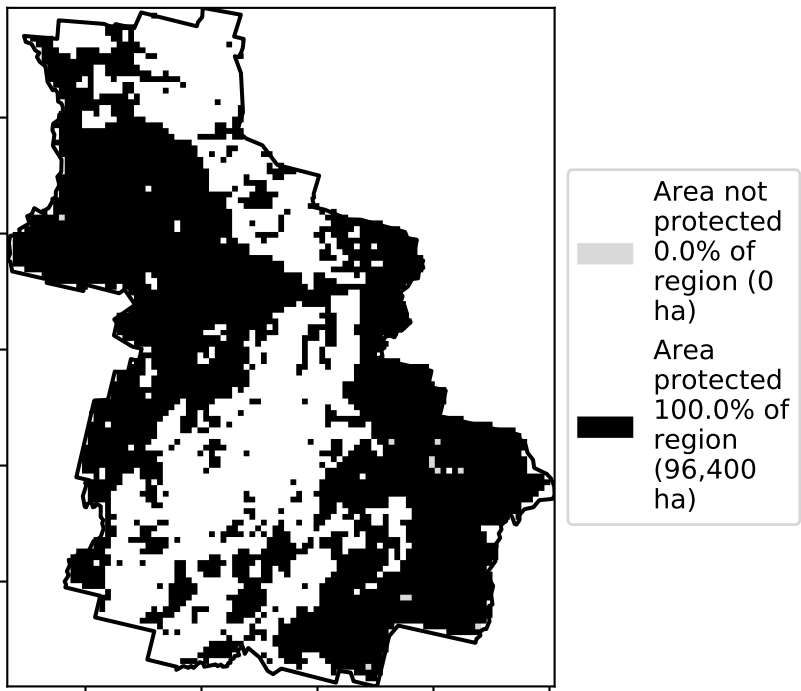 Area not
protected
0.0% of
region (0
ha)
Area
protected
100.0% of
region
(96,400
ha)